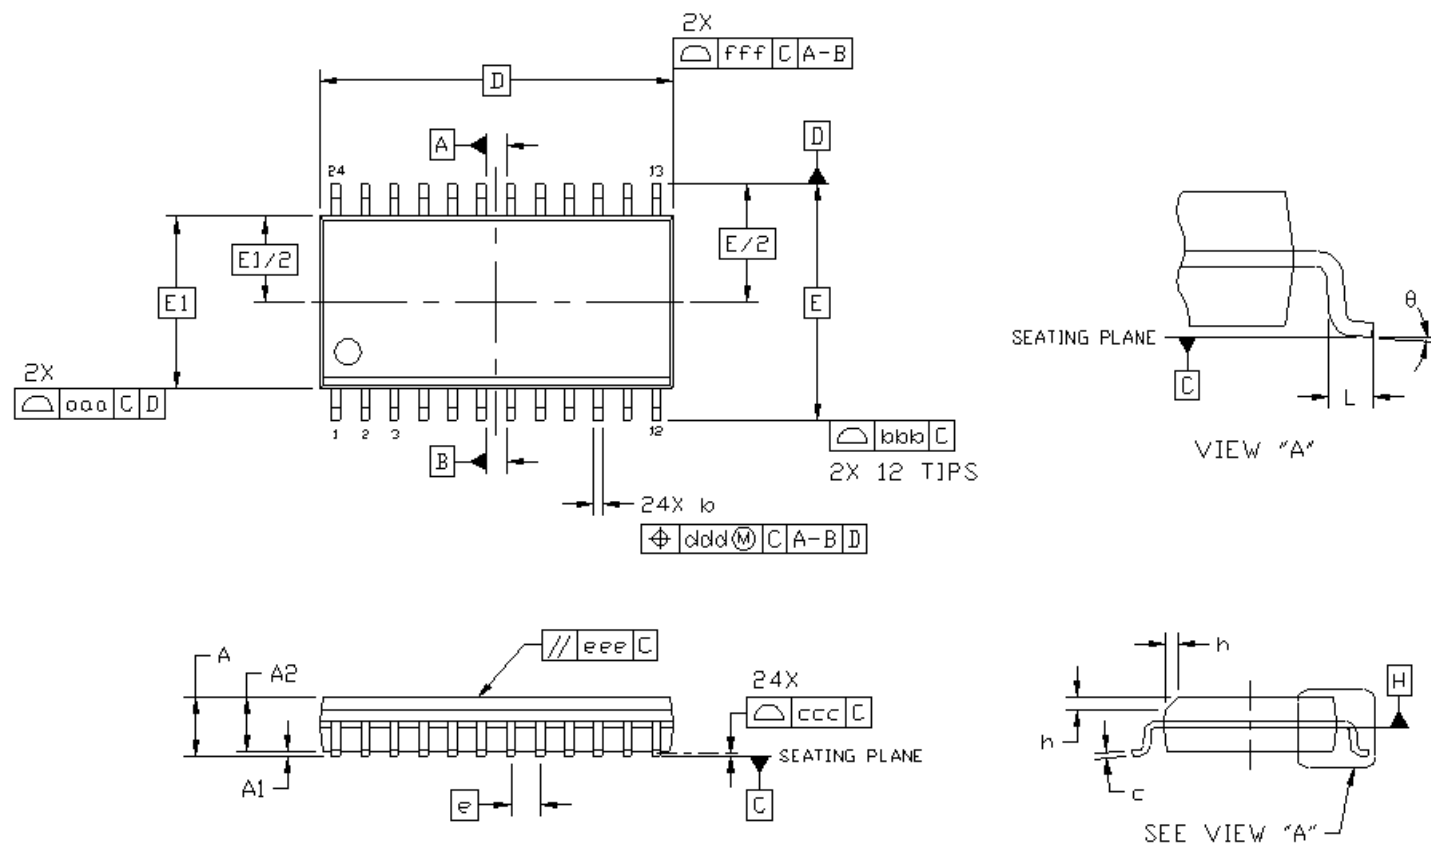 2X
fff C A-B
D
A
D
24
13
E1/2
E/2
E1
E
2X
aaa C D
1 2 3
12
B
bbb C
2X 12 TIPS
24X b
ddd M C A-B D
θ
SEATING PLANE
C
L
VIEW "A"
// eee C
A
A2
24X
ccc C
SEATING PLANE
A1
e
C
h
H
h
c
SEE VIEW "A"